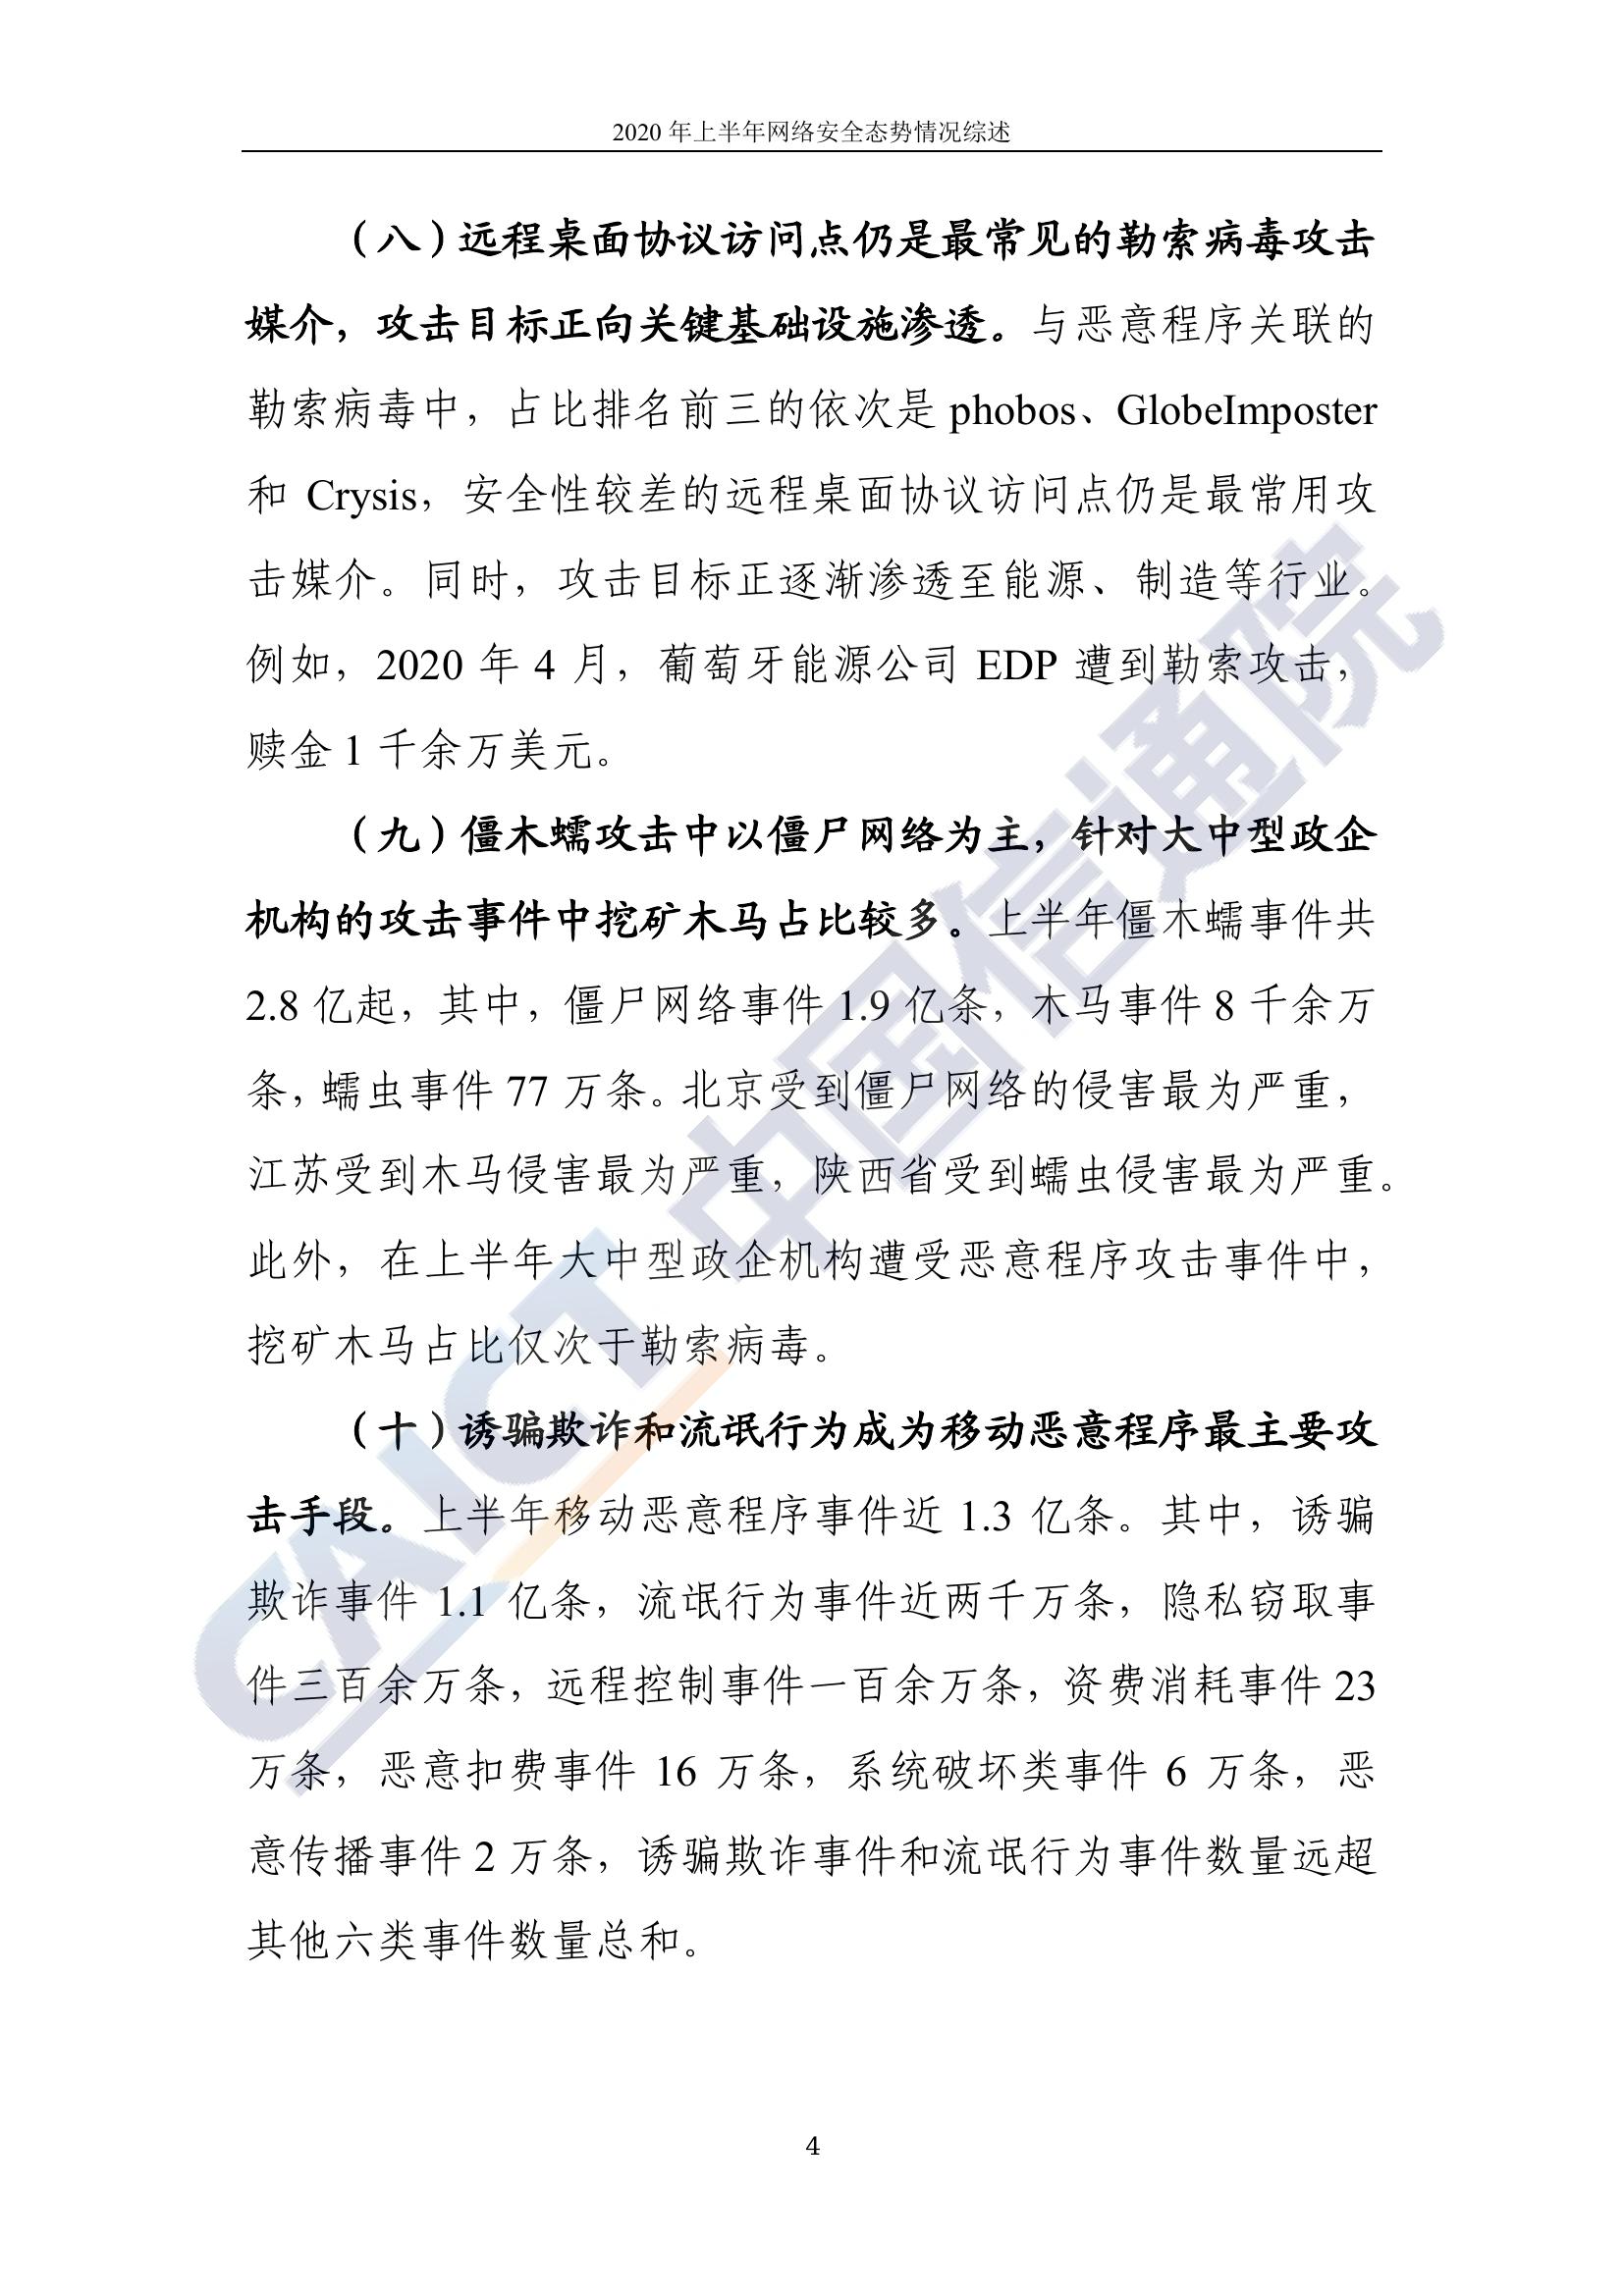 2020 年上半年网络安全态势情况综述
（八）远程桌面协议访问点仍是最常见的勒索病毒攻击
媒介，攻击目标正向关键基础设施渗透。与恶意程序关联的
勒索病毒中，占比排名前三的依次是 phobos、GlobeImposter
和 Crysis，安全性较差的远程桌面协议访问点仍是最常用攻
击媒介。同时，攻击目标正逐渐渗透至能源、制造等行业。
例如，2020 年 4 月，葡萄牙能源公司 EDP 遭到勒索攻击，
赎金 1 千余万美元。
（九）僵木蠕攻击中以僵尸网络为主，针对大中型政企
机构的攻击事件中挖矿木马占比较多。上半年僵木蠕事件共
2.8 亿起，其中，僵尸网络事件 1.9 亿条，木马事件 8 千余万
条，蠕虫事件 77 万条。北京受到僵尸网络的侵害最为严重，
江苏受到木马侵害最为严重，陕西省受到蠕虫侵害最为严重。
此外，在上半年大中型政企机构遭受恶意程序攻击事件中，
挖矿木马占比仅次于勒索病毒。
（十）诱骗欺诈和流氓行为成为移动恶意程序最主要攻
击手段。上半年移动恶意程序事件近 1.3 亿条。其中，诱骗
欺诈事件 1.1 亿条，流氓行为事件近两千万条，隐私窃取事
件三百余万条，远程控制事件一百余万条，资费消耗事件 23
万条，恶意扣费事件 16 万条，系统破坏类事件 6 万条，恶
意传播事件 2 万条，诱骗欺诈事件和流氓行为事件数量远超
其他六类事件数量总和。
CAICT 中国信通院
4